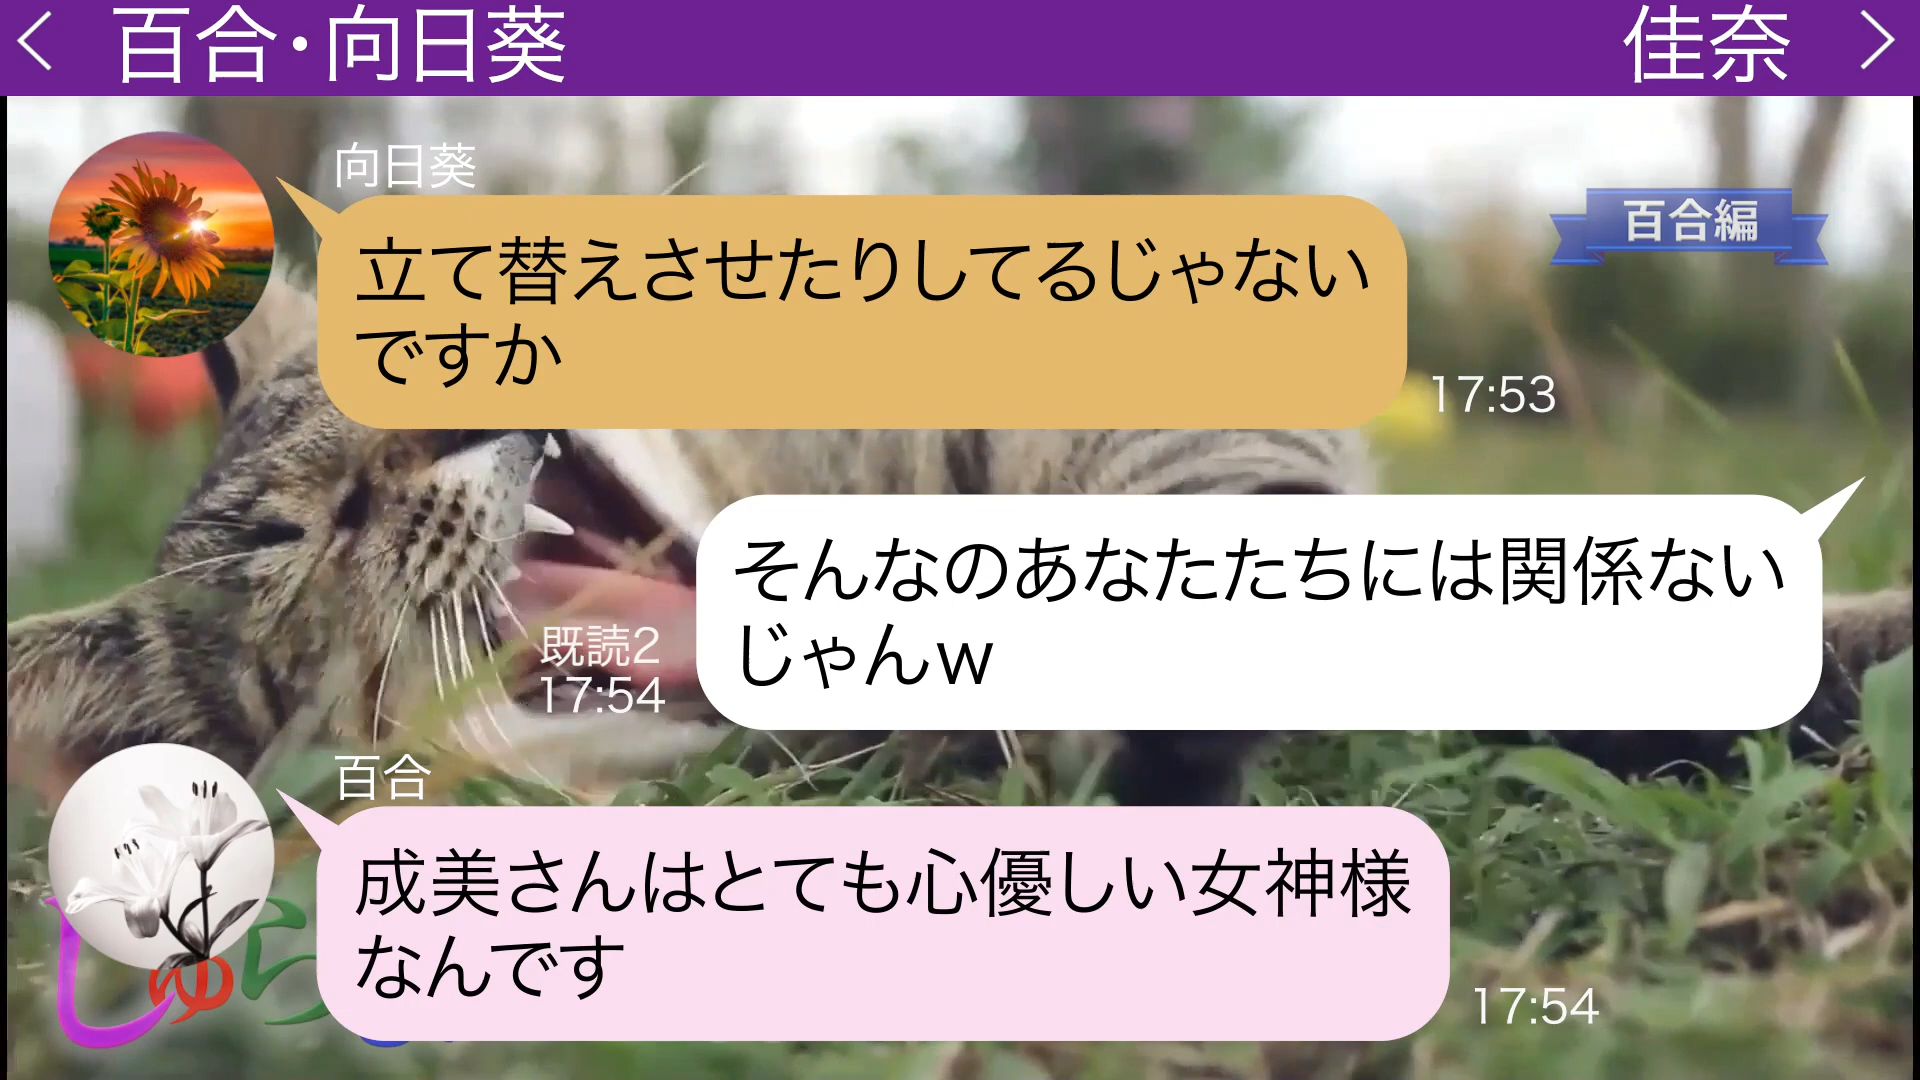 百合・向日葵
佳奈
向日葵
百合編
立て替えさせたりしてるじゃない
ですか
17:53
そんなのあなたたちには関係ない
じゃんｗ
既読2
17:54
百合
成美さんはとても心優しい女神様
なんです
17:54
しゅら